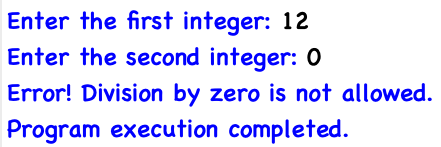 Enter the first integer: 12
Enter the second integer: 0
Error! Division by zero is not allowed.
Program execution completed.